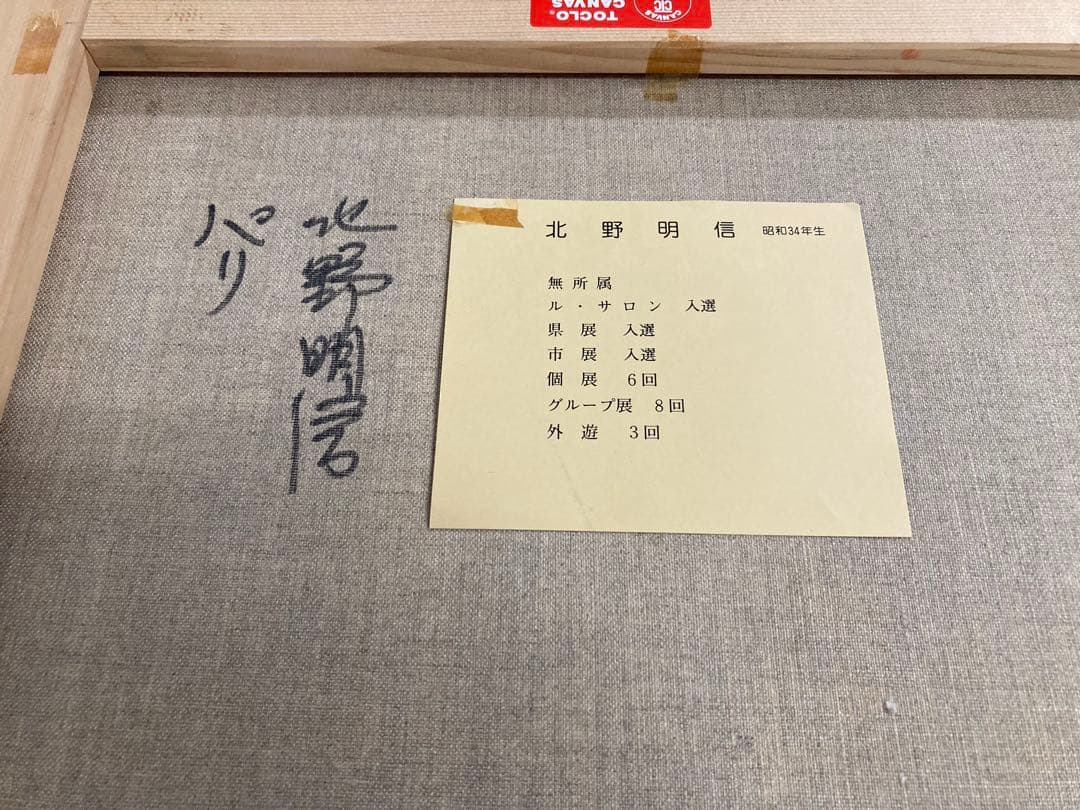 TOCLO®
CANVAS
CANVAS
CIC
北野明信
パリ
北野明信 昭和34年生
無所属
ル・サロン 入選
県展 入選
市展 入選
個展 6回
グループ展 8回
外遊 3回